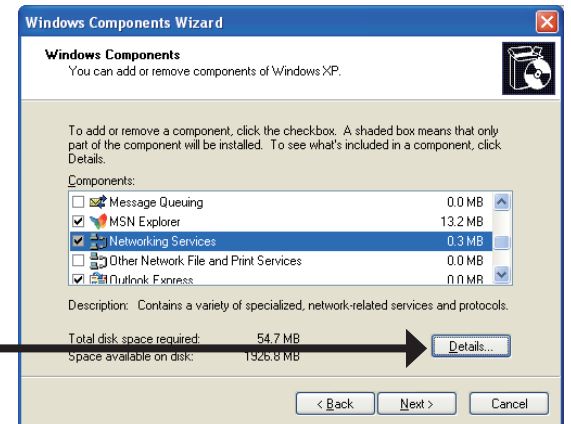 Windows Components Wizard
Windows Components
You can add or remove components of Windows XP.
To add or remove a component, click the checkbox. A shaded box means that only
part of the component will be installed. To see what's included in a component, click
Details.
Components:
Message Queuing 0.0 MB
MSN Explorer 13.2 MB
Networking Services 0.3 MB
Other Network File and Print Services 0.0 MB
Outlook Express 0.0 MB
Description: Contains a variety of specialized, network-related services and protocols.
Total disk space required: 54.7 MB
Space available on disk: 1926.8 MB
Details...
< Back Next > Cancel